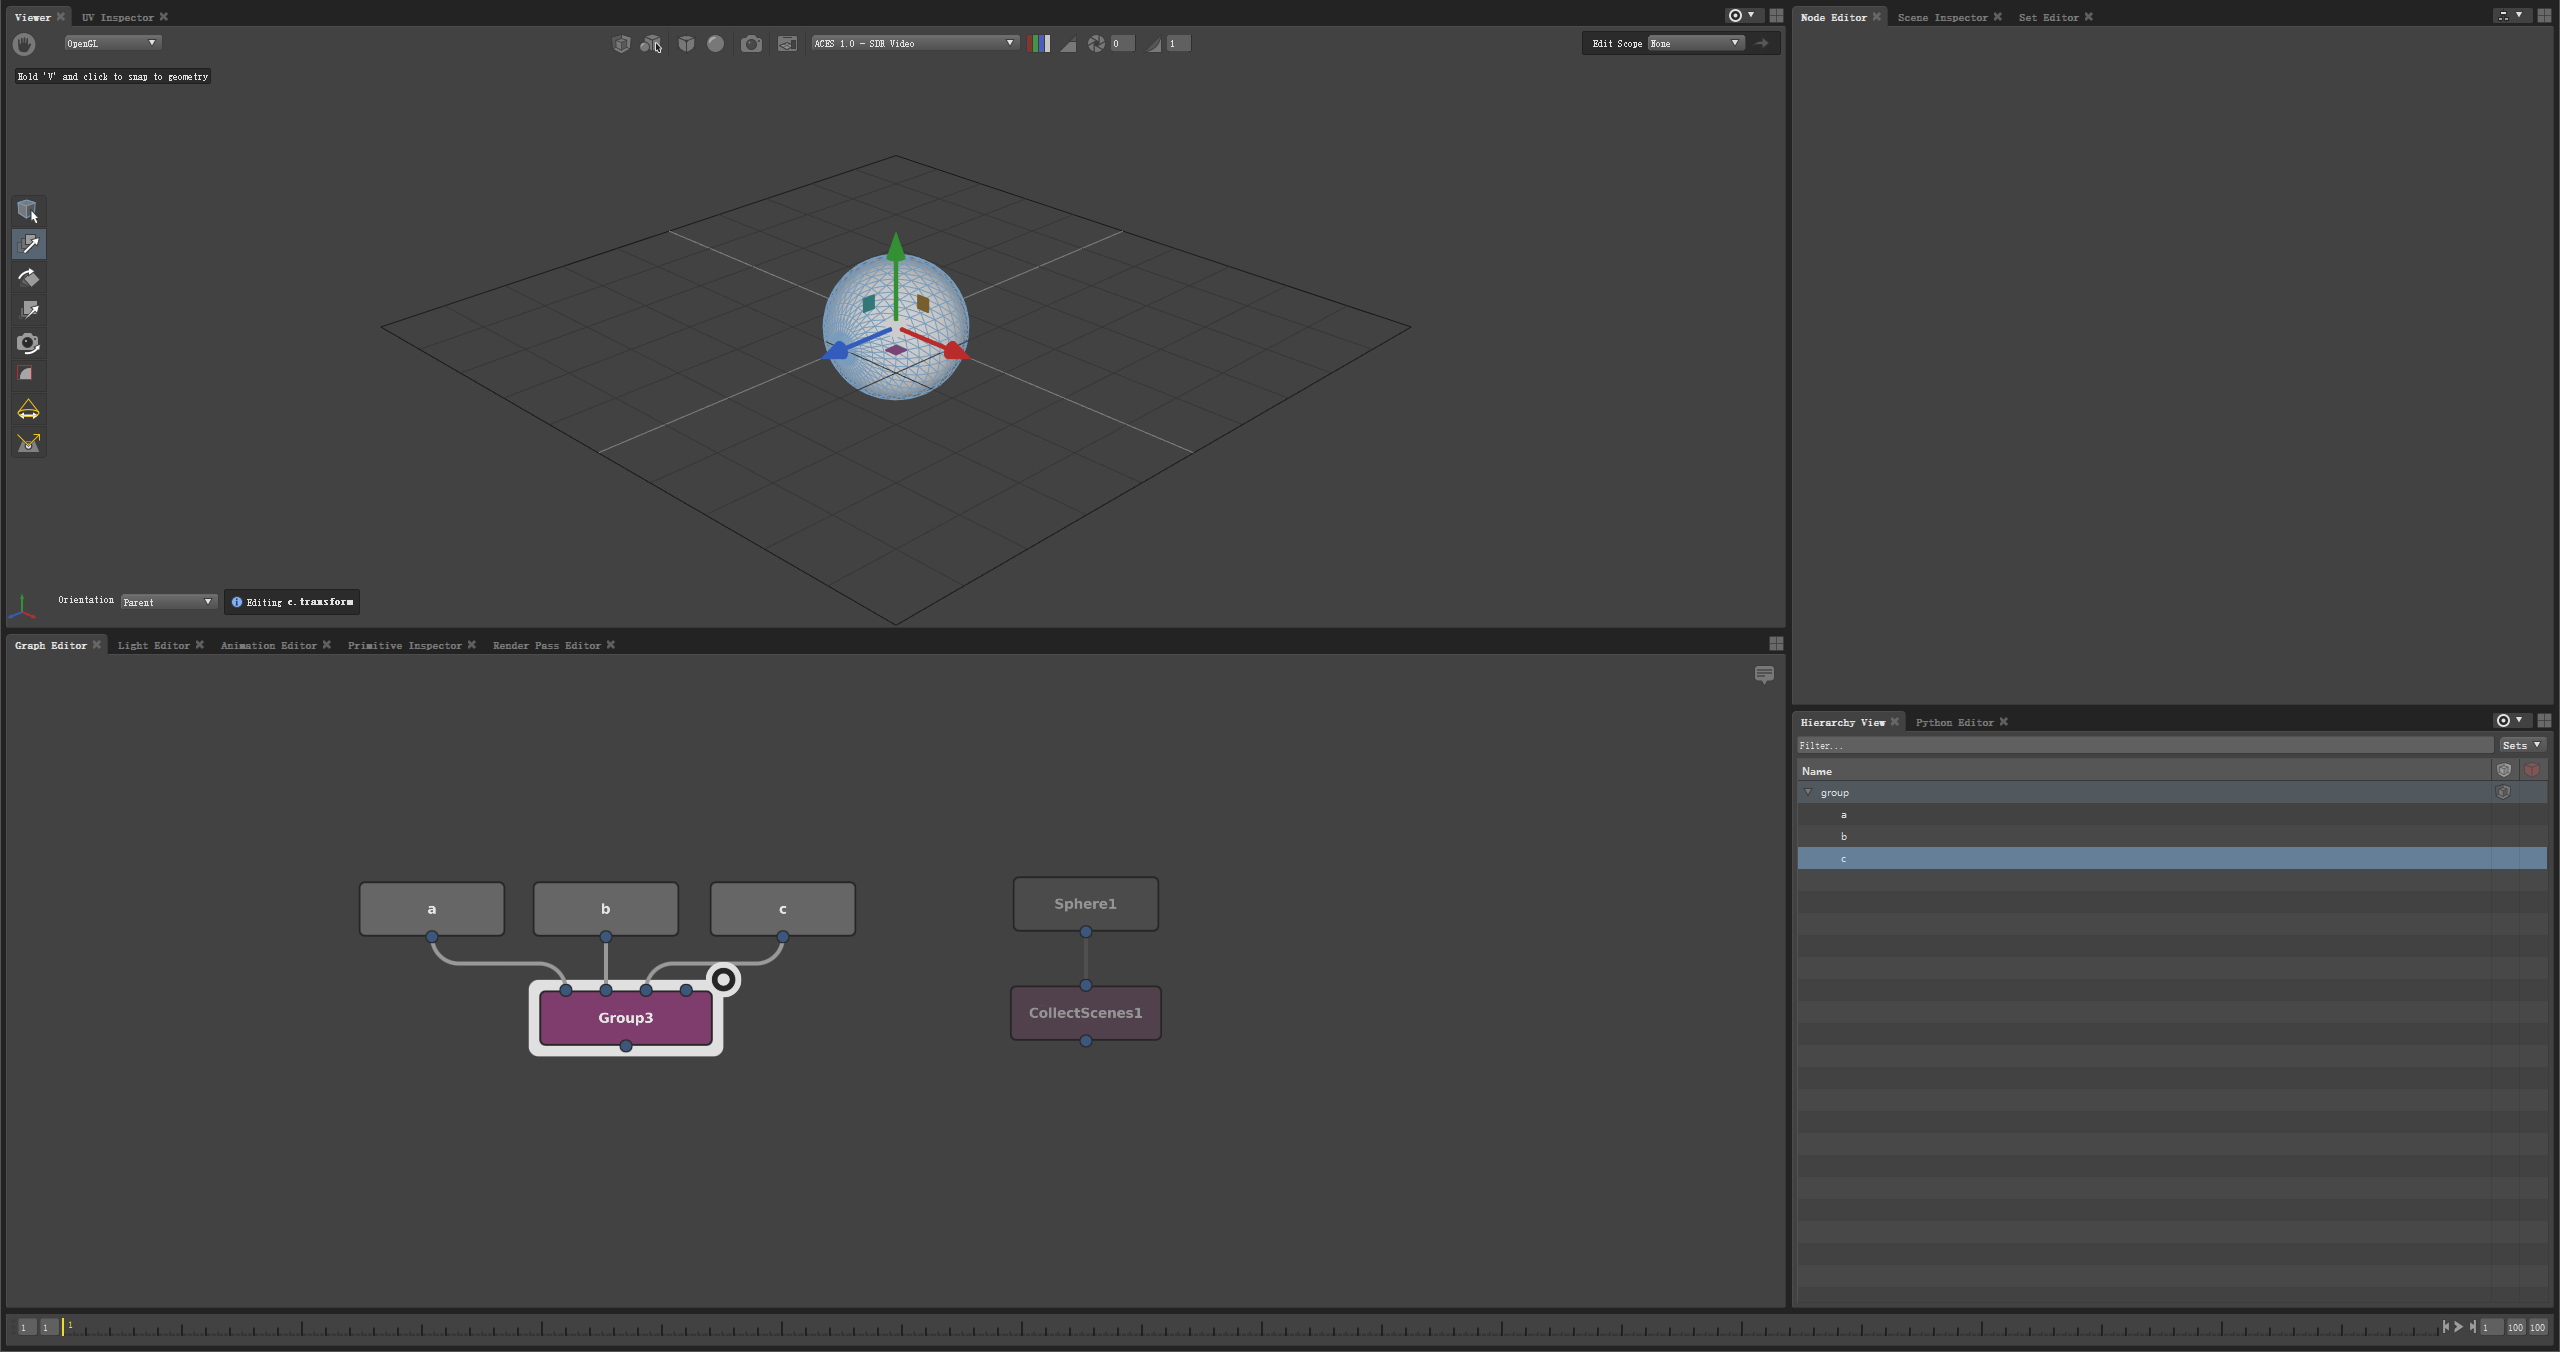 Viewer UV Inspector
OpenGL ACES 1.0 - SDR Video 0 1 Edit Scope None
Hold 'V' and click to snap to geometry
Orientation Parent Editing c.transform
Graph Editor Light Editor Animation Editor Primitive Inspector Render Pass Editor
a b c
Group3
Sphere1
CollectScenes1
Node Editor Scene Inspector Set Editor
Hierarchy View Python Editor
Filter... Sets
Name
group
a
b
c
1 1 1 1 100 100